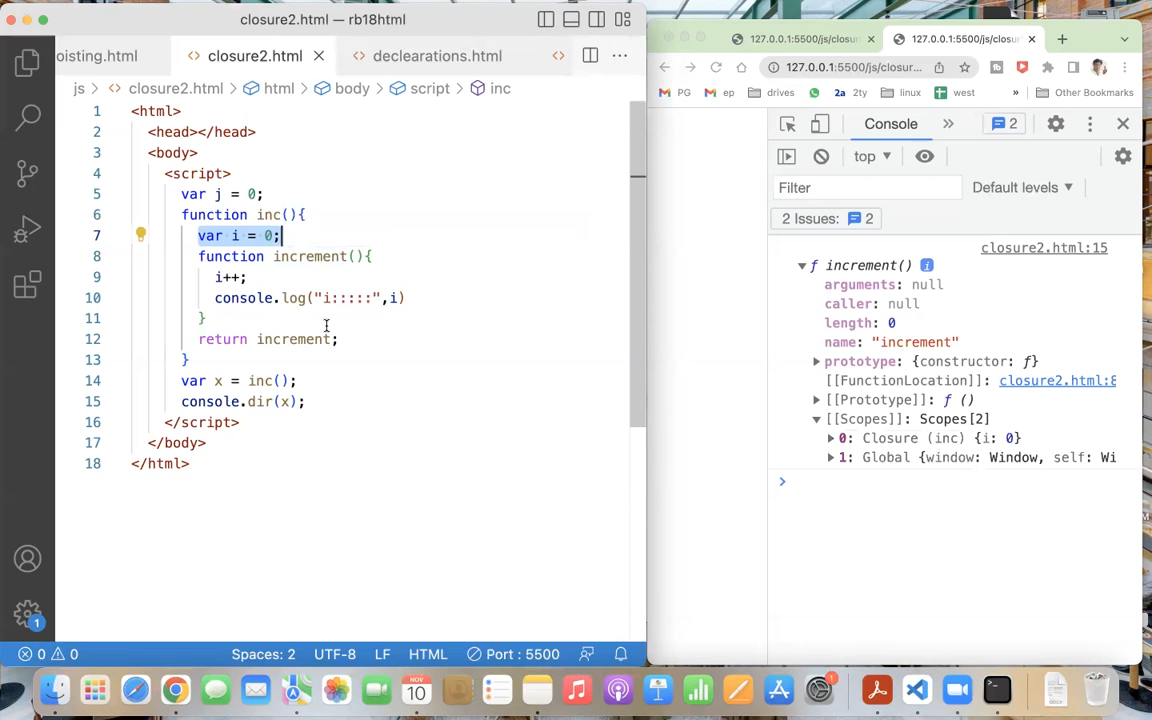 closure2.html — rb18html
oisting.html
closure2.html
declearations.html
js > closure2.html > html > body > script > inc
1 <html>
2 <head></head>
3 <body>
4 <script>
5 var j = 0;
6 function inc(){
7 var i = 0;
8 function increment(){
9 i++;
10 console.log("i:::::",i)
11 }
12 return increment;
13 }
14 var x = inc();
15 console.dir(x);
16 </script>
17 </body>
18 </html>
1
0 0
Spaces: 2 UTF-8 LF HTML Port : 5500
127.0.0.1:5500/js/closur
127.0.0.1:5500/js/closur
127.0.0.1:5500/js/closur...
PG ep drives 2a 2ty linux west » Other Bookmarks
Console » 2
top
Filter Default levels
2 Issues: 2
closure2.html:15
ƒ increment() i
arguments: null
caller: null
length: 0
name: "increment"
prototype: {constructor: ƒ}
[[FunctionLocation]]: closure2.html:8
[[Prototype]]: ƒ ()
[[Scopes]]: Scopes[2]
0: Closure (inc) {i: 0}
1: Global {window: Window, self: Wi
NOV
10
1